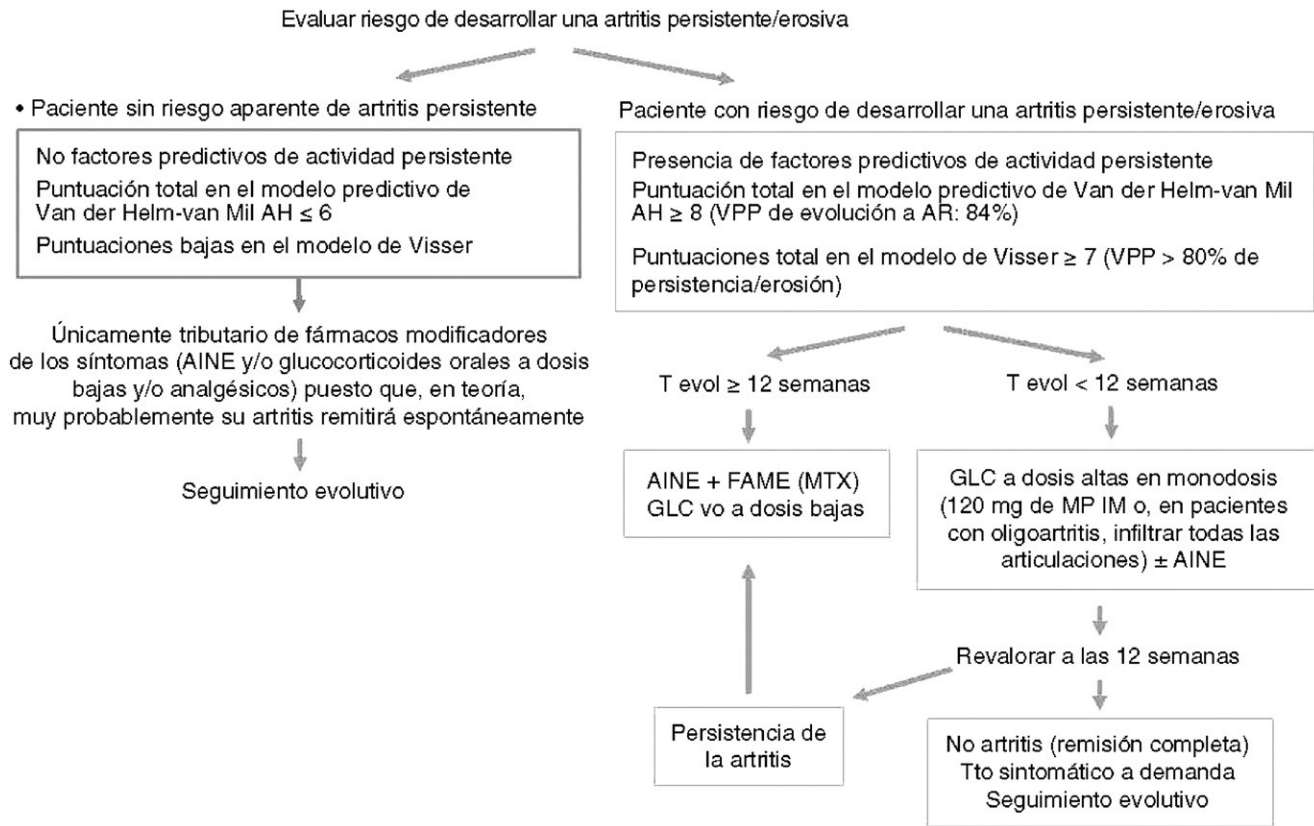 Evaluar riesgo de desarrollar una artritis persistente/erosiva
• Paciente sin riesgo aparente de artritis persistente
No factores predictivos de actividad persistente
Puntuación total en el modelo predictivo de
Van der Helm-van Mil AH ≤ 6
Puntuaciones bajas en el modelo de Visser
Únicamente tributario de fármacos modificadores
de los síntomas (AINE y/o glucocorticoides orales a dosis
bajas y/o analgésicos) puesto que, en teoría,
muy probablemente su artritis remitirá espontáneamente
Seguimiento evolutivo
Paciente con riesgo de desarrollar una artritis persistente/erosiva
Presencia de factores predictivos de actividad persistente
Puntuación total en el modelo predictivo de Van der Helm-van Mil
AH ≥ 8 (VPP de evolución a AR: 84%)
Puntuaciones total en el modelo de Visser ≥ 7 (VPP > 80% de
persistencia/erosión)
T evol ≥ 12 semanas
AINE + FAME (MTX)
GLC vo a dosis bajas
T evol < 12 semanas
GLC a dosis altas en monodosis
(120 mg de MP IM o, en pacientes
con oligoartritis, infiltrar todas las
articulaciones) ± AINE
Revalorar a las 12 semanas
Persistencia de
la artritis
No artritis (remisión completa)
Tto sintomático a demanda
Seguimiento evolutivo